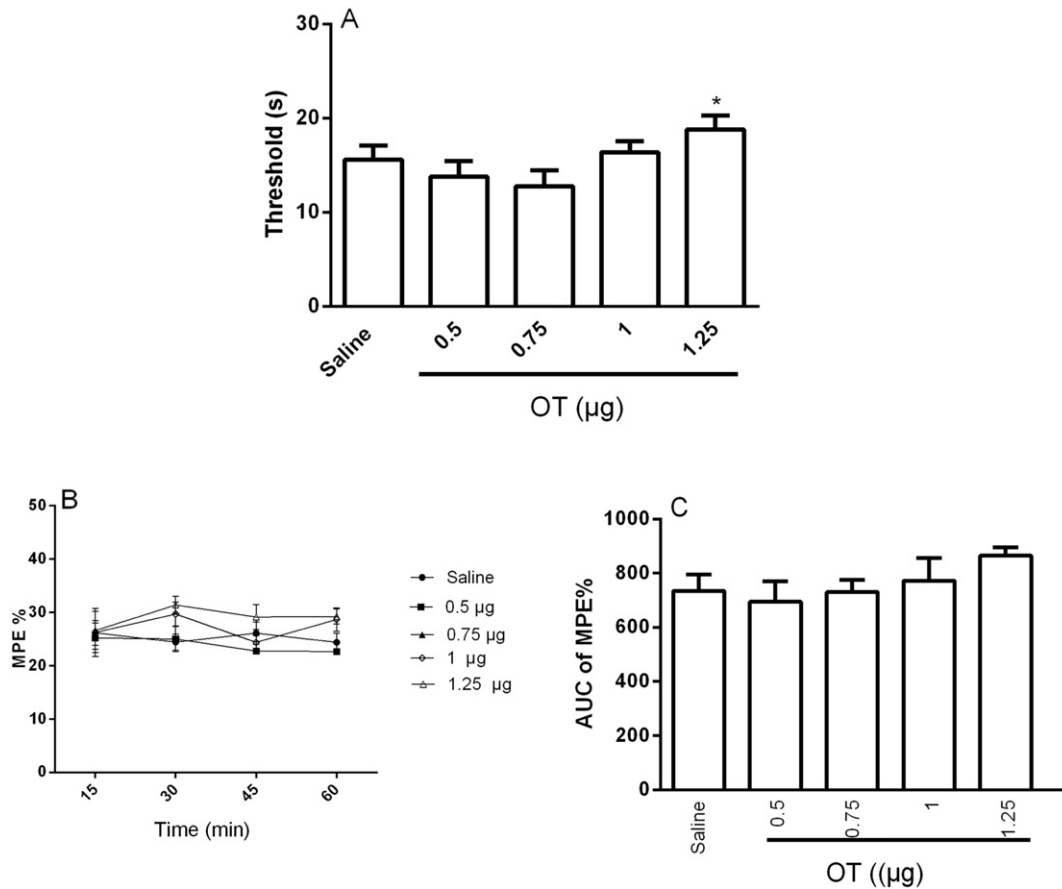 A
Threshold (s)
30
20
10
0
*
Saline
0.5
0.75
1
1.25
OT (µg)
B
MPE %
50
40
30
20
10
0
15
30
45
60
Time (min)
Saline
0.5 µg
0.75 µg
1 µg
1.25 µg
C
AUC of MPE%
1000
800
600
400
200
0
Saline
0.5
0.75
1
1.25
OT ((µg)